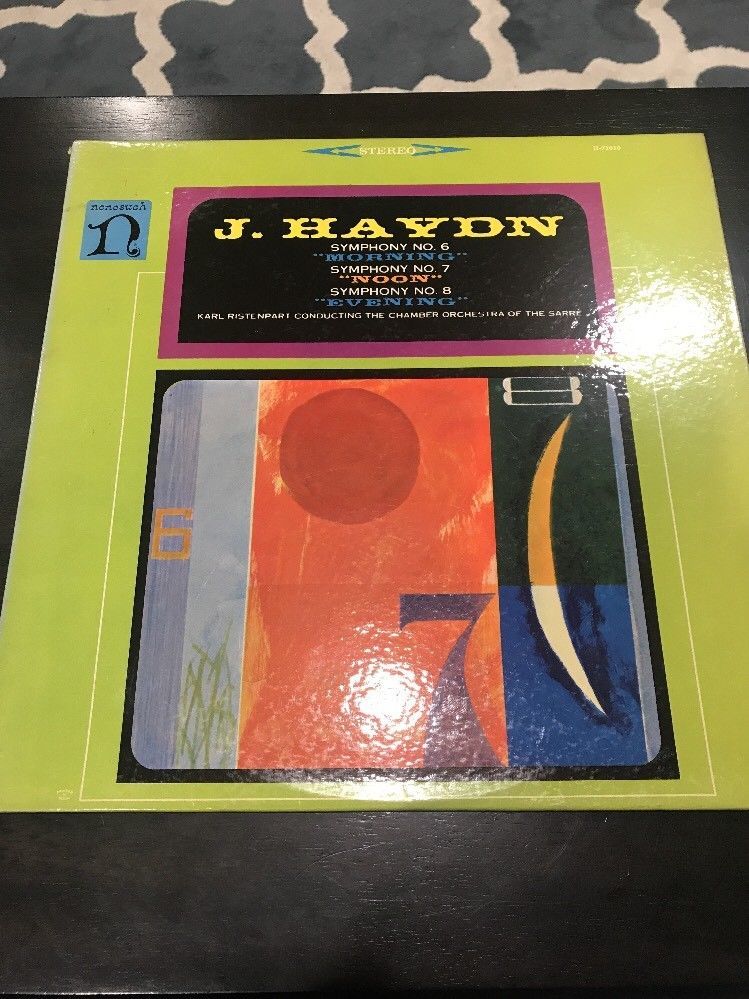 STEREO
nonesuch
n
J. HAYDN
SYMPHONY NO. 6
"MORNING"
SYMPHONY NO. 7
"NOON"
SYMPHONY NO. 8
"EVENING"
KARL RISTENPART CONDUCTING THE CHAMBER ORCHESTRA OF THE SARRE
8
6
7